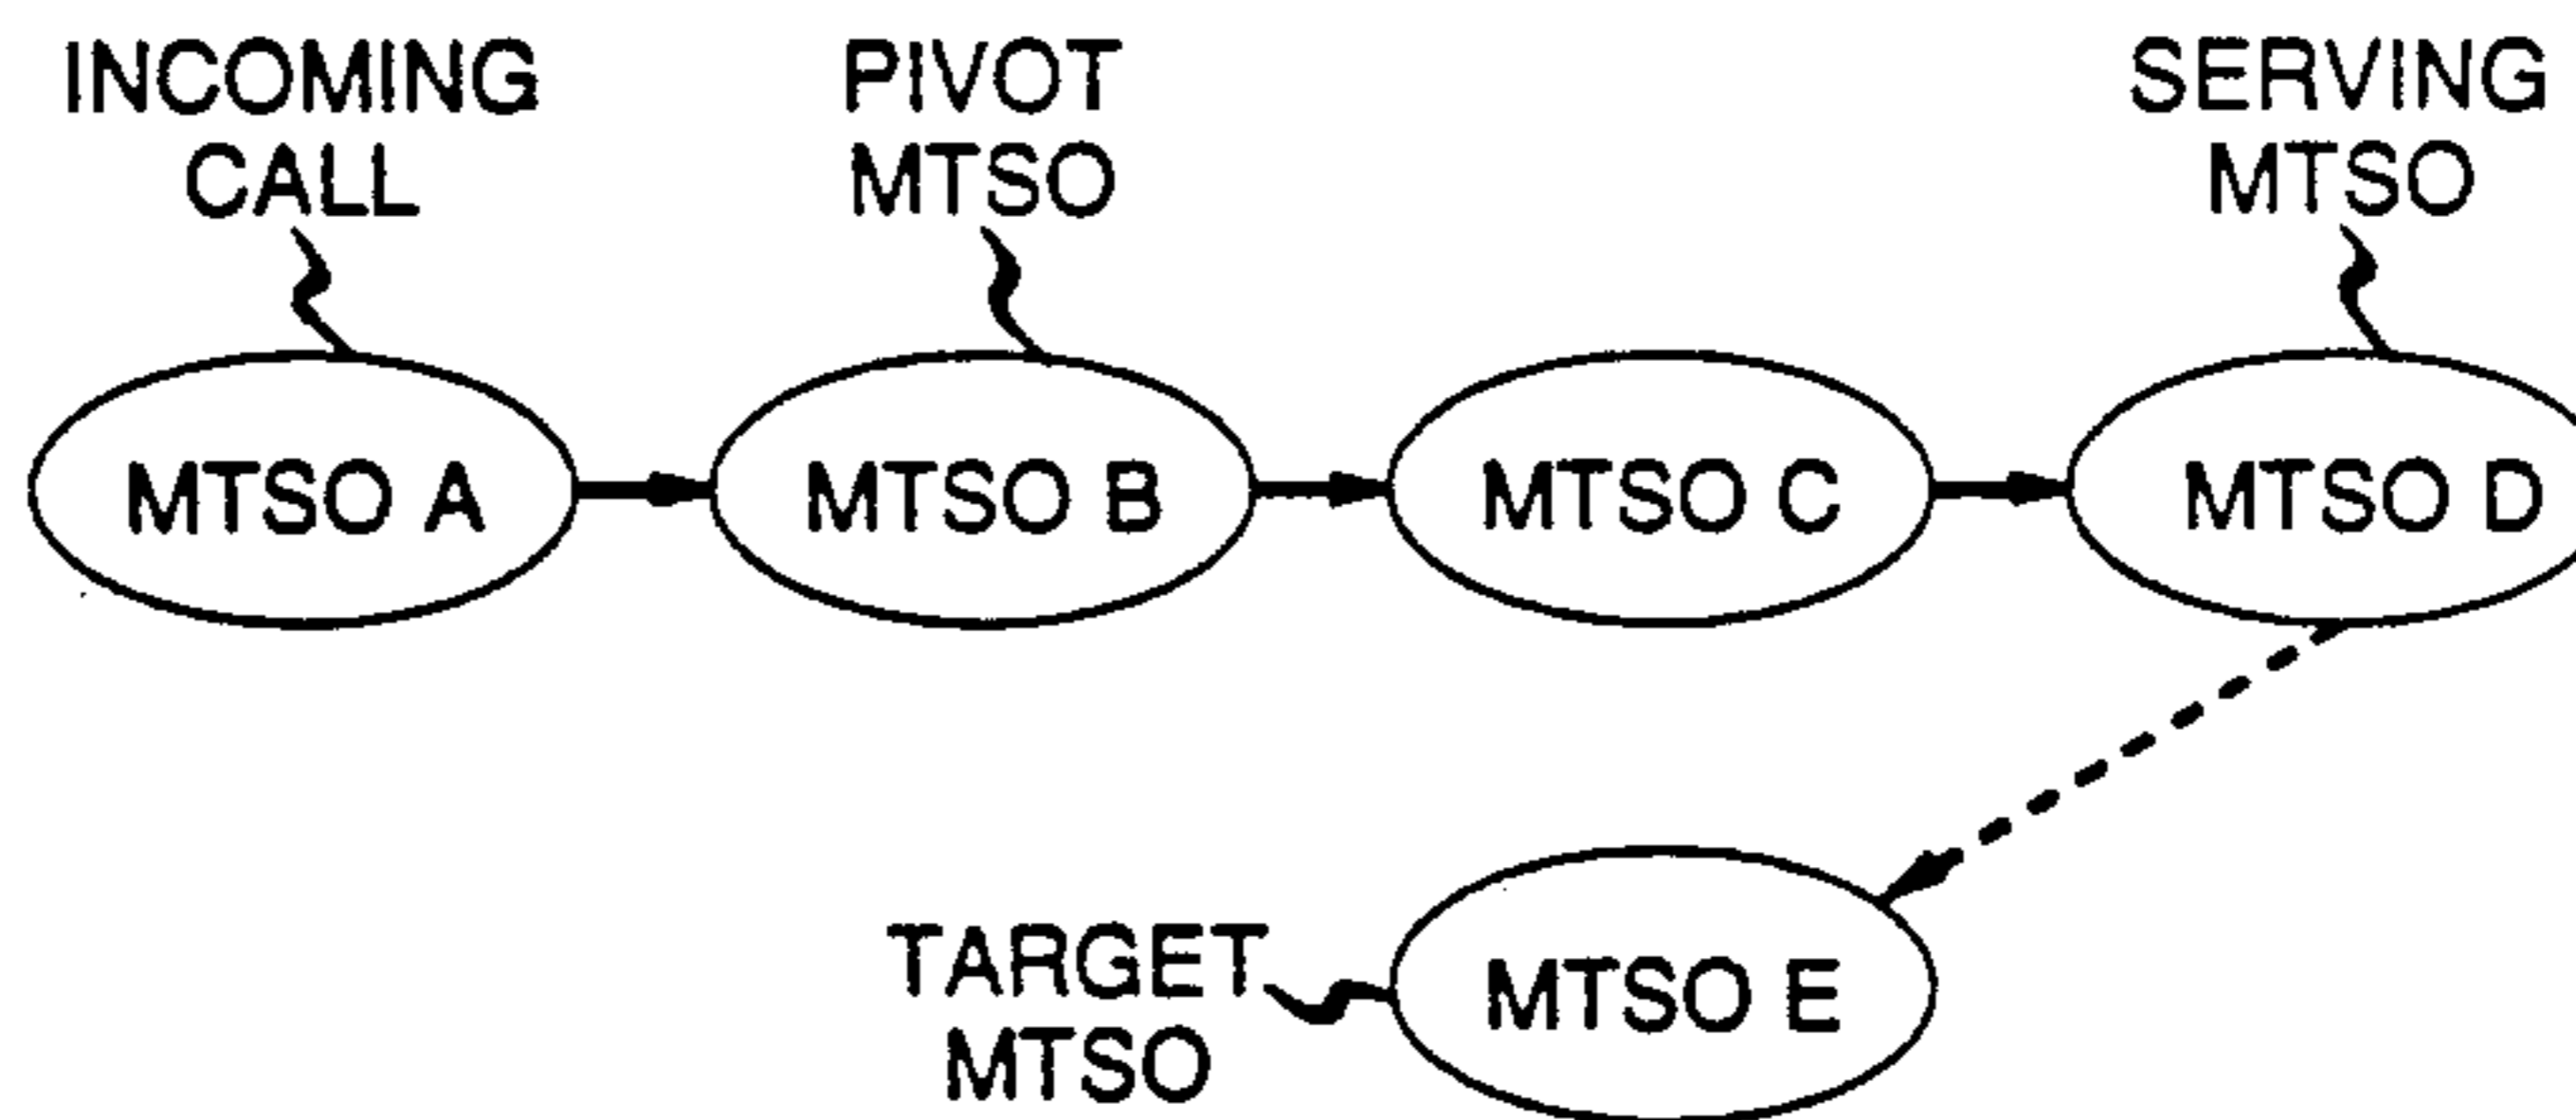 INCOMING
CALL
PIVOT
MTSO
SERVING
MTSO
MTSO A
MTSO B
MTSO C
MTSO D
TARGET
MTSO
MTSO E